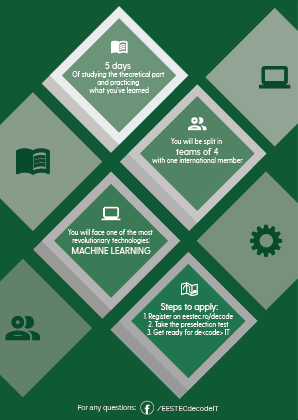 5 days
Of studying the theoretical part
and practicing
what you've learned
You will be split in
teams of 4
with one international member
You will face one of the most
revolutionary technologies:
MACHINE LEARNING
Steps to apply:
1. Register on eestec.ro/decode
2. Take the preselection test
3. Get ready for de<code> IT
For any questions: f /EESTECdecodeIT